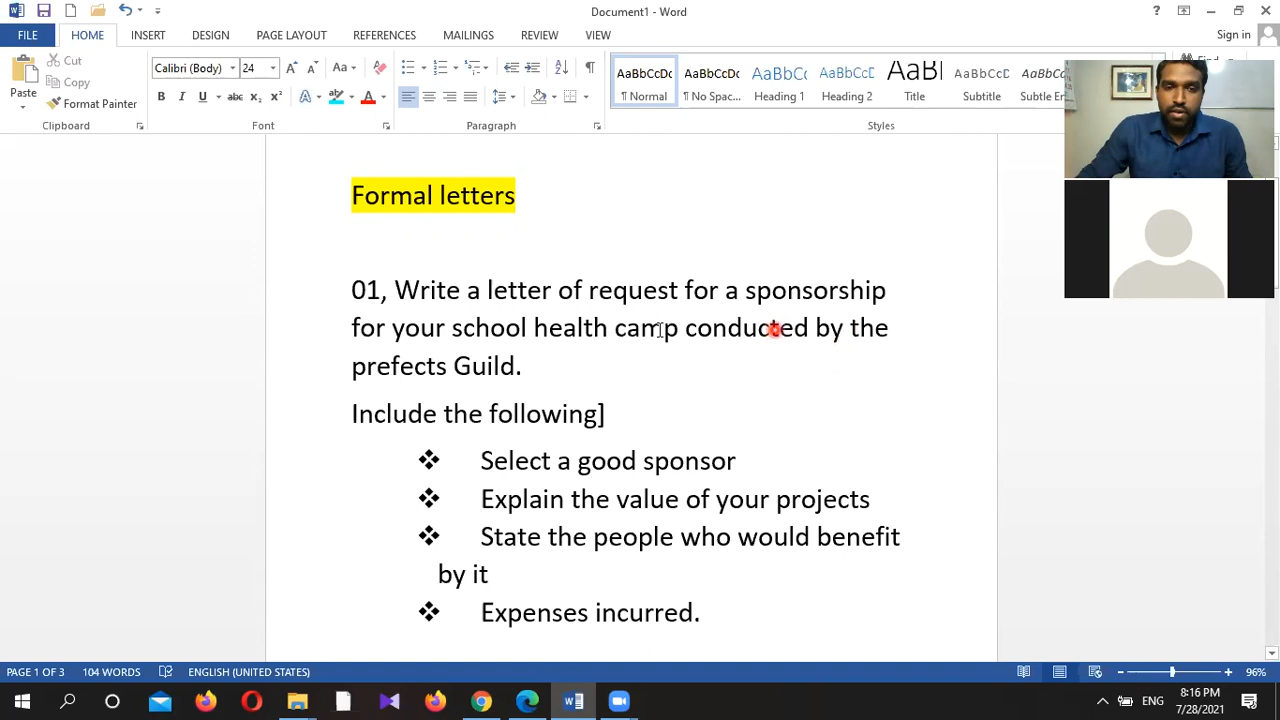 Document1 - Word
FILE HOME INSERT DESIGN PAGE LAYOUT REFERENCES MAILINGS REVIEW VIEW Sign in
Paste Cut Copy Format Painter
Calibri (Body) 24
AaBbCcDc AaBbCcDc AaBbCc AaBbCcD AaBl AaBbCcD AaBbCcDc
¶ Normal ¶ No Spac... Heading 1 Heading 2 Title Subtitle Subtle Em
Clipboard Font Paragraph Styles
Formal letters
01, Write a letter of request for a sponsorship
for your school health camp conducted by the
prefects Guild.
Include the following]
❖ Select a good sponsor
❖ Explain the value of your projects
❖ State the people who would benefit
by it
❖ Expenses incurred.
PAGE 1 OF 3 104 WORDS ENGLISH (UNITED STATES) 96%
ENG 8:16 PM
7/28/2021